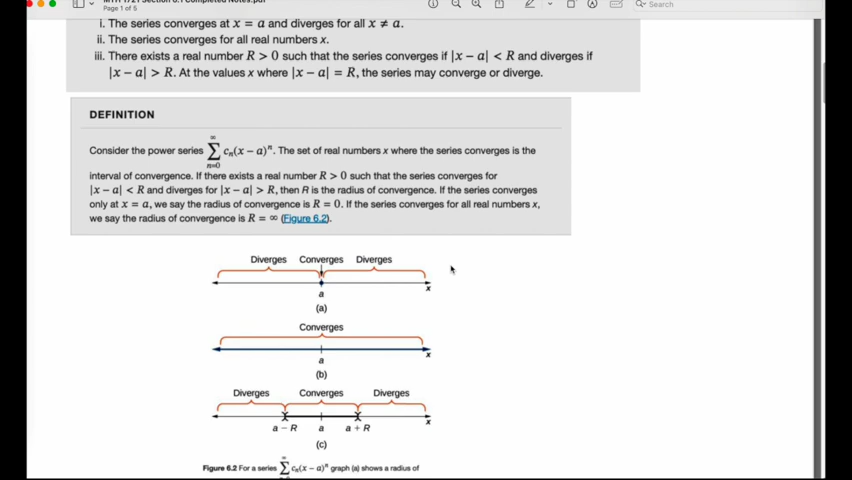 Page 1 of 5
Search
i. The series converges at x = a and diverges for all x ≠ a.
ii. The series converges for all real numbers x.
iii. There exists a real number R > 0 such that the series converges if |x − a| < R and diverges if
|x − a| > R. At the values x where |x − a| = R, the series may converge or diverge.
DEFINITION
Consider the power series ∑_{n=0}^{∞} cₙ(x − a)ⁿ. The set of real numbers x where the series converges is the
interval of convergence. If there exists a real number R > 0 such that the series converges for
|x − a| < R and diverges for |x − a| > R, then R is the radius of convergence. If the series converges
only at x = a, we say the radius of convergence is R = 0. If the series converges for all real numbers x,
we say the radius of convergence is R = ∞ (Figure 6.2).
Diverges Converges Diverges
x
a
(a)
Converges
x
a
(b)
Diverges Converges Diverges
x
a − R a a + R
(c)
Figure 6.2 For a series ∑ cₙ(x − a)ⁿ graph (a) shows a radius of